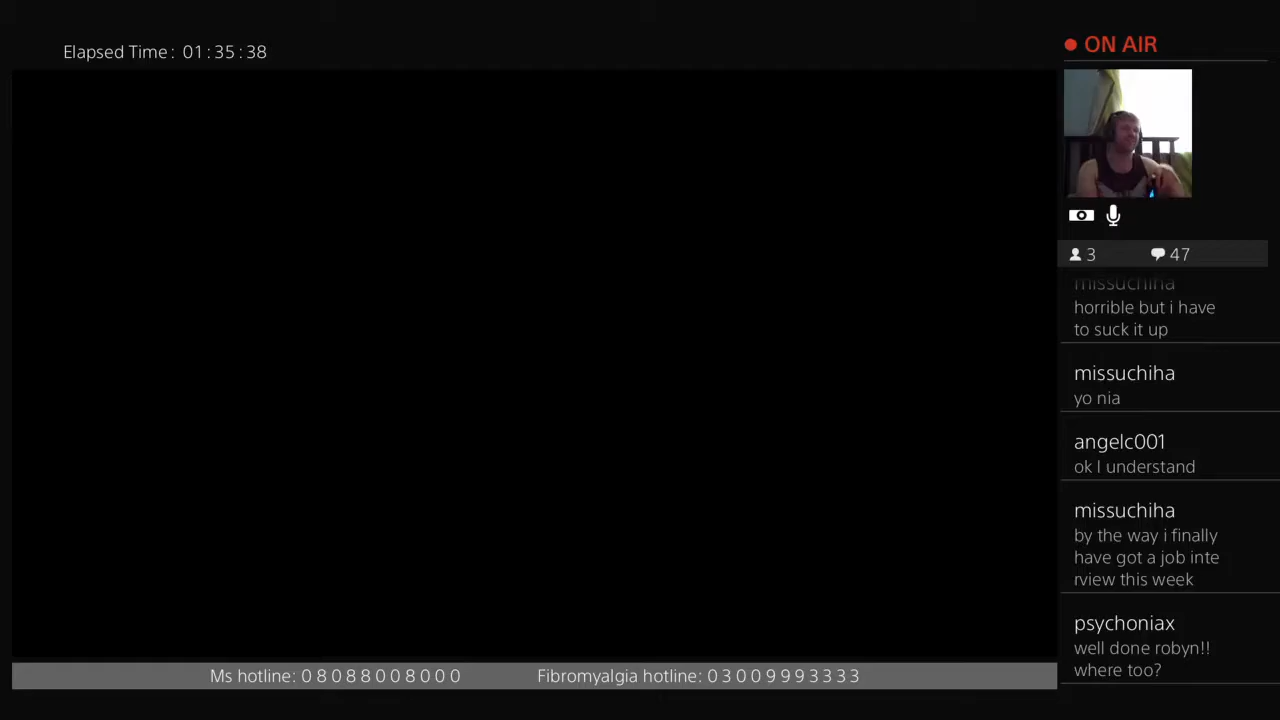 Elapsed Time: 01:35:38
ON AIR
3 47
missuchiha
horrible but i have
to suck it up
missuchiha
yo nia
angelc001
ok I understand
missuchiha
by the way i finally
have got a job inte
rview this week
psychoniax
well done robyn!!
where too?
Ms hotline: 0 8 0 8 8 0 0 8 0 0 0 Fibromyalgia hotline: 0 3 0 0 9 9 9 3 3 3 3